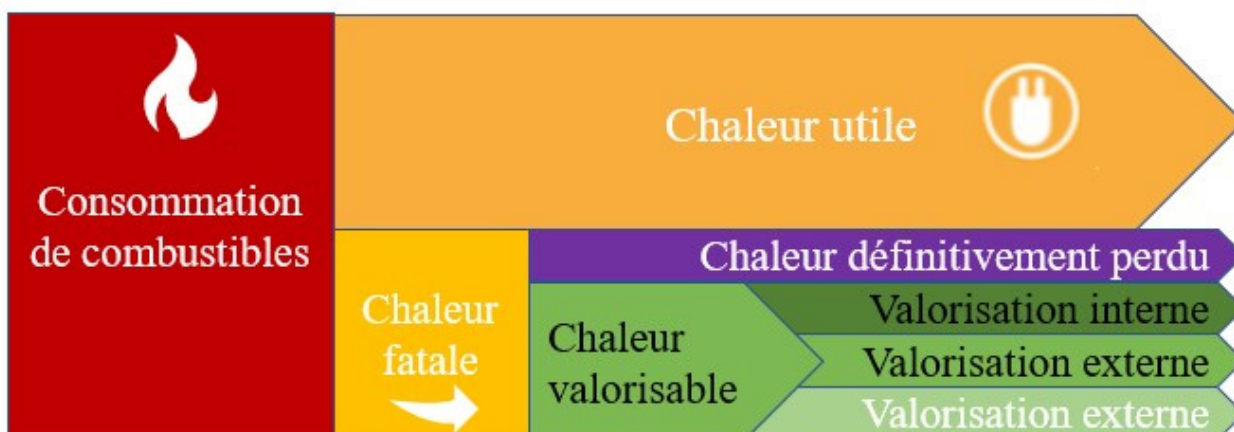 Consommation
de combustibles
Chaleur utile
Chaleur
fatale
Chaleur définitivement perdu
Chaleur
valorisable
Valorisation interne
Valorisation externe
Valorisation externe